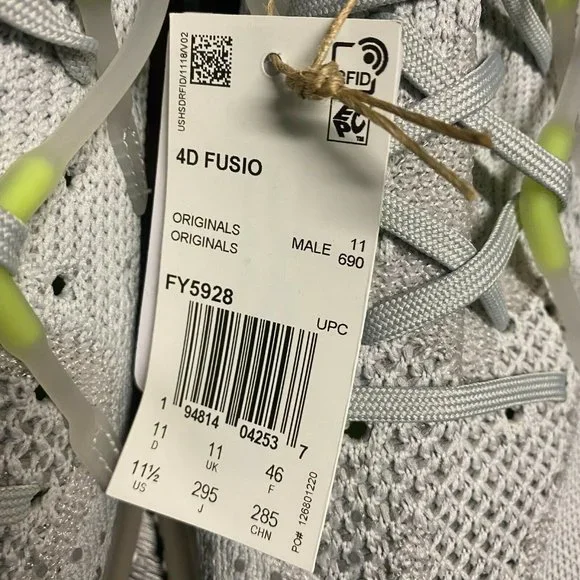 USHSDRFID/1118/V02
RFID
EPC™
4D FUSIO
ORIGINALS MALE 11
ORIGINALS 690
FY5928
UPC
1 94814 04253 7
11 11 46
D UK F
11½ 295 285
US J CHN
PO# 126801220